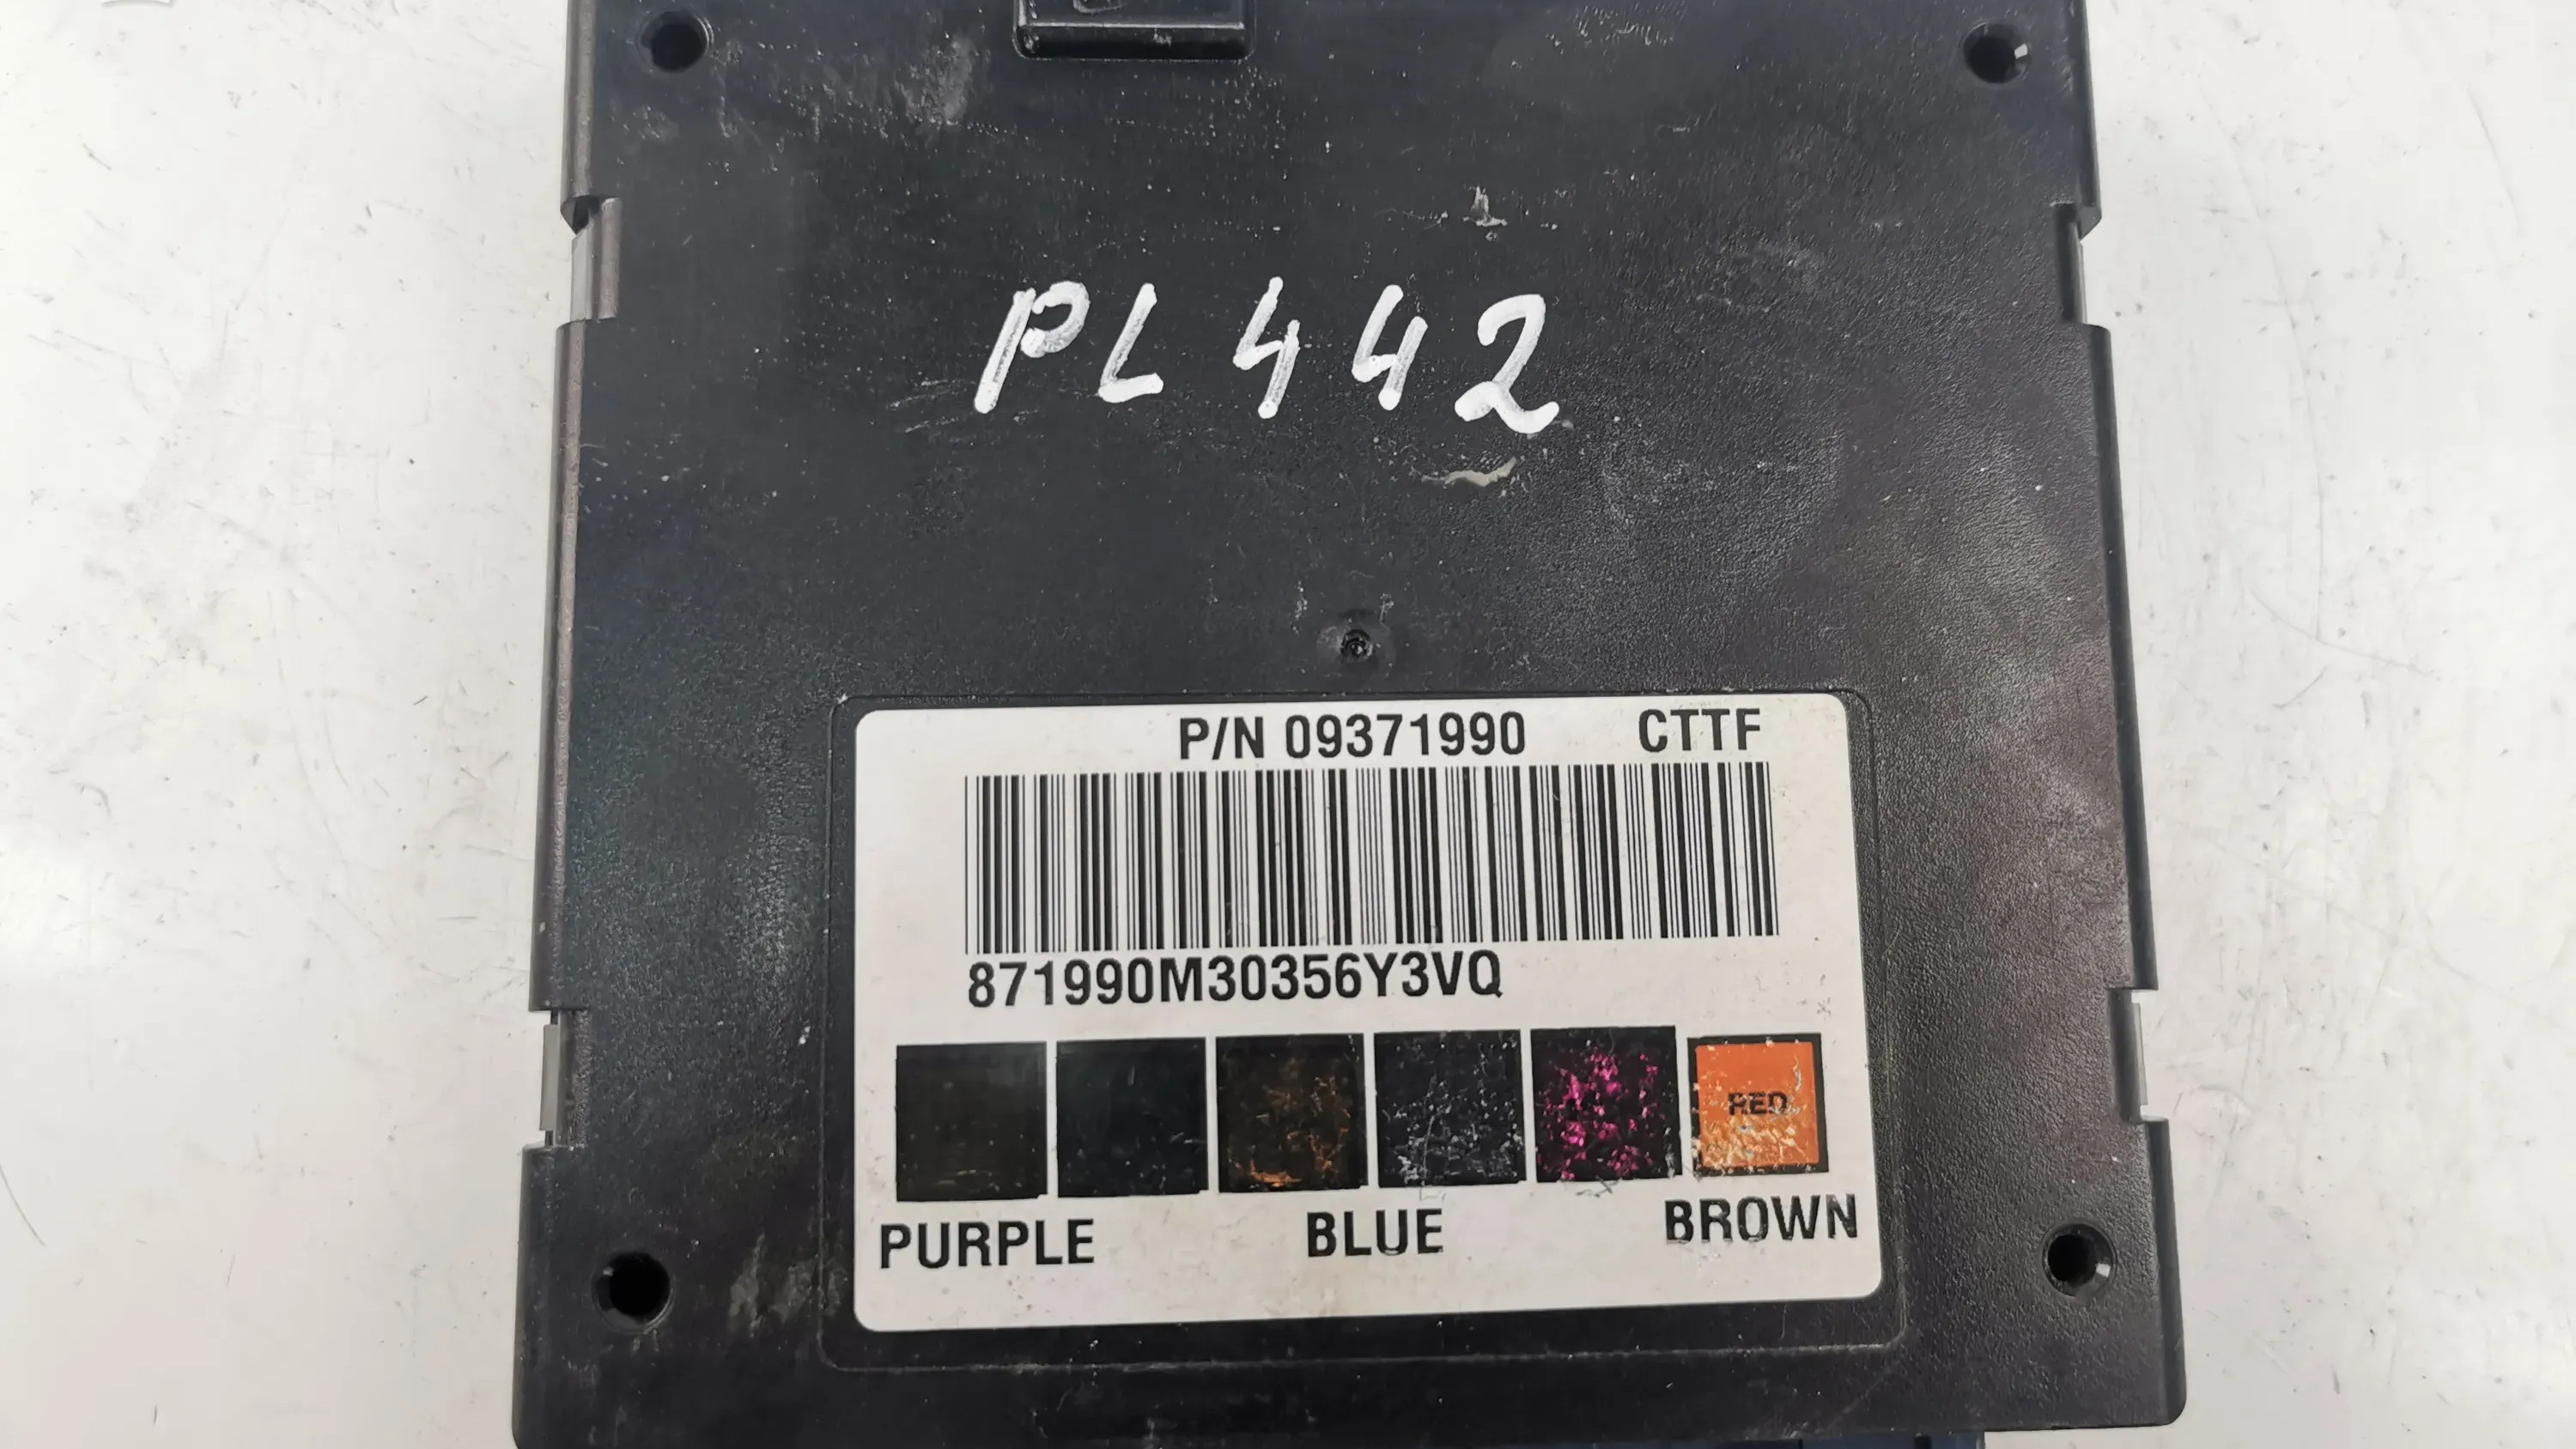 PL442
P/N 09371990 CTTF
871990M30356Y3VQ
RED
PURPLE BLUE BROWN